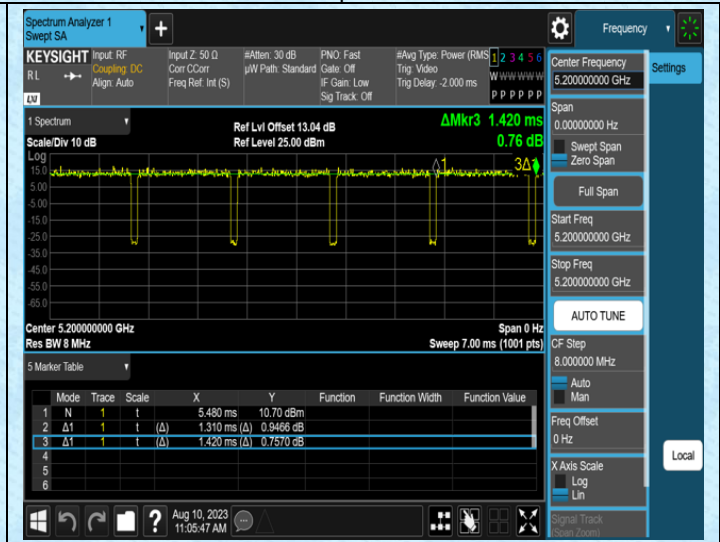 Spectrum Analyzer 1
Swept SA
+
Frequency
KEYSIGHT
RL
LXI
Input: RF
Coupling: DC
Align: Auto
Input Z: 50 Ω
Corr CCorr
Freq Ref: Int (S)
#Atten: 30 dB
µW Path: Standard
PNO: Fast
Gate: Off
IF Gain: Low
Sig Track: Off
#Avg Type: Power (RMS
Trig: Video
Trig Delay: -2.000 ms
1 2 3 4 5 6
W W W W W W
P P P P P P
Center Frequency
5.200000000 GHz
Settings
Span
0.00000000 Hz
Swept Span
Zero Span
Full Span
Start Freq
5.200000000 GHz
Stop Freq
5.200000000 GHz
AUTO TUNE
CF Step
8.000000 MHz
Auto
Man
Freq Offset
0 Hz
X Axis Scale
Log
Lin
Signal Track
(Span Zoom)
Local
1 Spectrum
Scale/Div 10 dB
Ref Lvl Offset 13.04 dB
Ref Level 25.00 dBm
ΔMkr3 1.420 ms
0.76 dB
Log
15.0
5.00
-5.00
-15.0
-25.0
-35.0
-45.0
-55.0
-65.0
1
3Δ1
Center 5.200000000 GHz
Res BW 8 MHz
Span 0 Hz
Sweep 7.00 ms (1001 pts)
5 Marker Table
Mode Trace Scale X Y Function Function Width Function Value
1 N 1 t 5.480 ms 10.70 dBm
2 Δ1 1 t (Δ) 1.310 ms (Δ) 0.9466 dB
3 Δ1 1 t (Δ) 1.420 ms (Δ) 0.7570 dB
4
5
6
?
Aug 10, 2023
11:05:47 AM